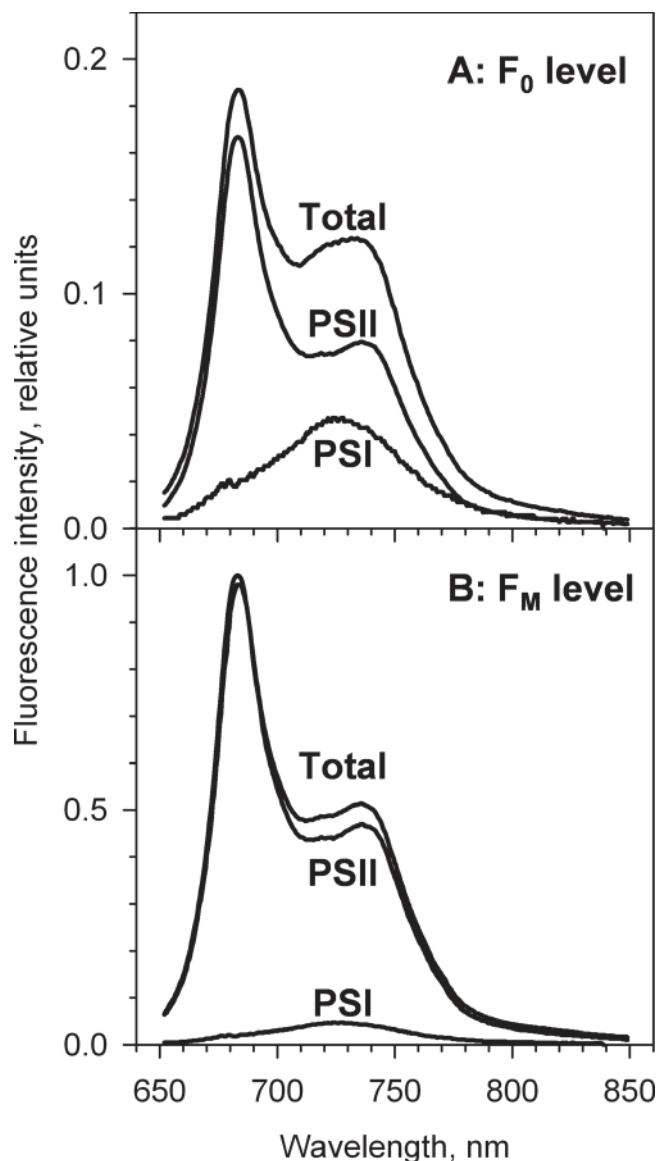 A: F0 level
0.2
Total
0.1
PSII
PSI
0.0
Fluorescence intensity, relative units
B: FM level
1.0
Total
0.5
PSII
PSI
0.0
650 700 750 800 850
Wavelength, nm